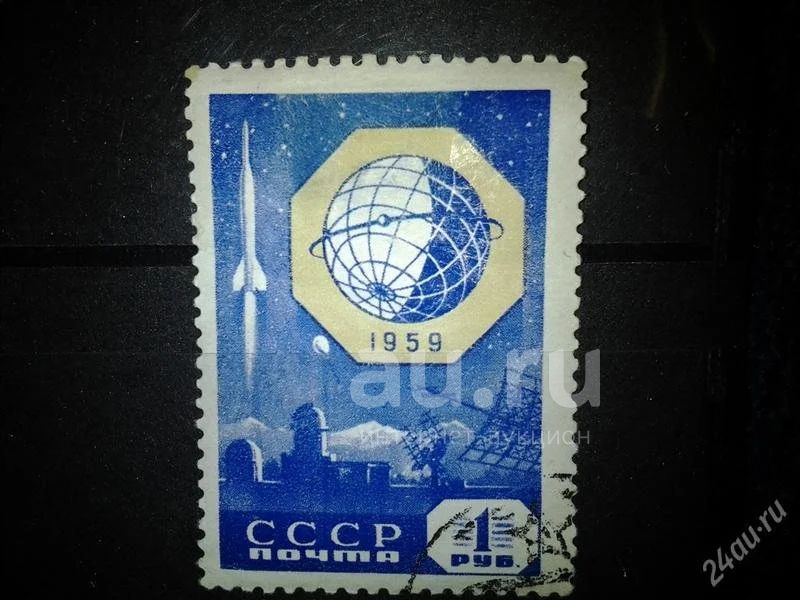 1959
au.ru
интернет-аукцион
СССР
ПОЧТА
1
РУБ
24au.ru